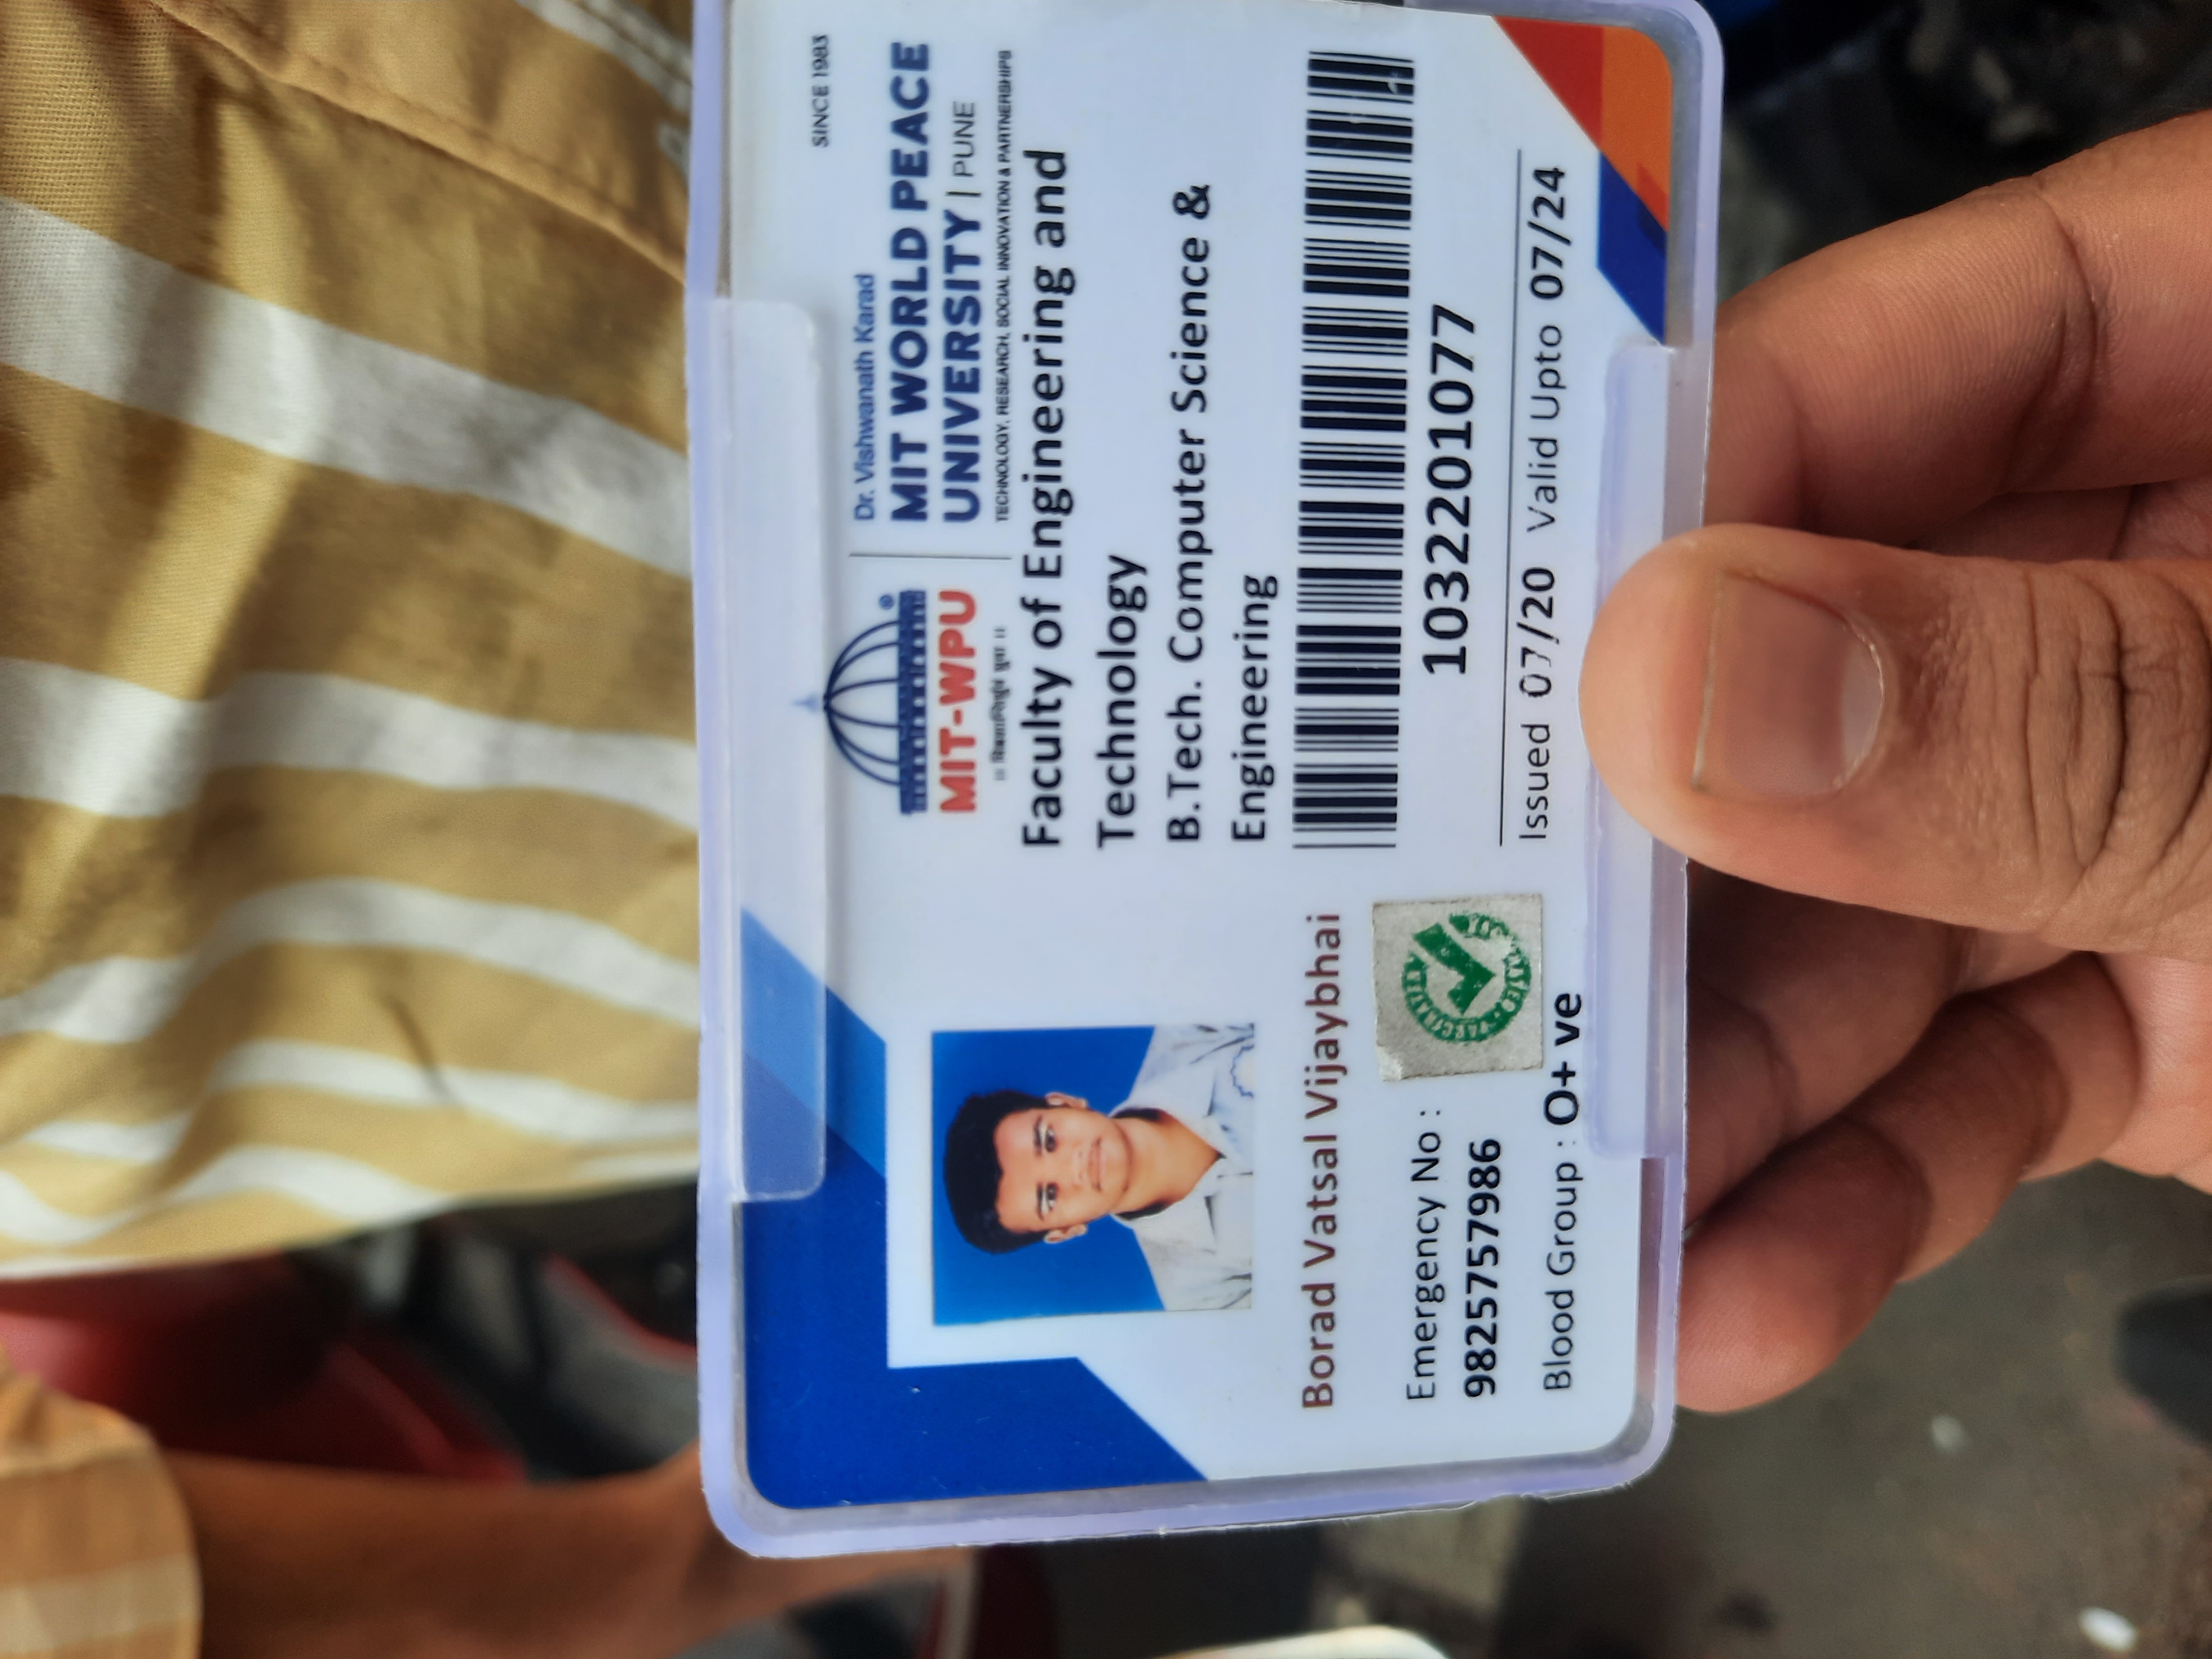 SINCE 1983
Dr. Vishwanath Karad
MIT WORLD PEACE
UNIVERSITY | PUNE
TECHNOLOGY, RESEARCH, SOCIAL INNOVATION & PARTNERSHIPS
MIT-WPU
Faculty of Engineering and
Technology
B.Tech. Computer Science &
Engineering
1032201077
Issued 07/20 Valid Upto 07/24
Borad Vatsal Vijaybhai
Emergency No :
9825757986
Blood Group : O+ ve